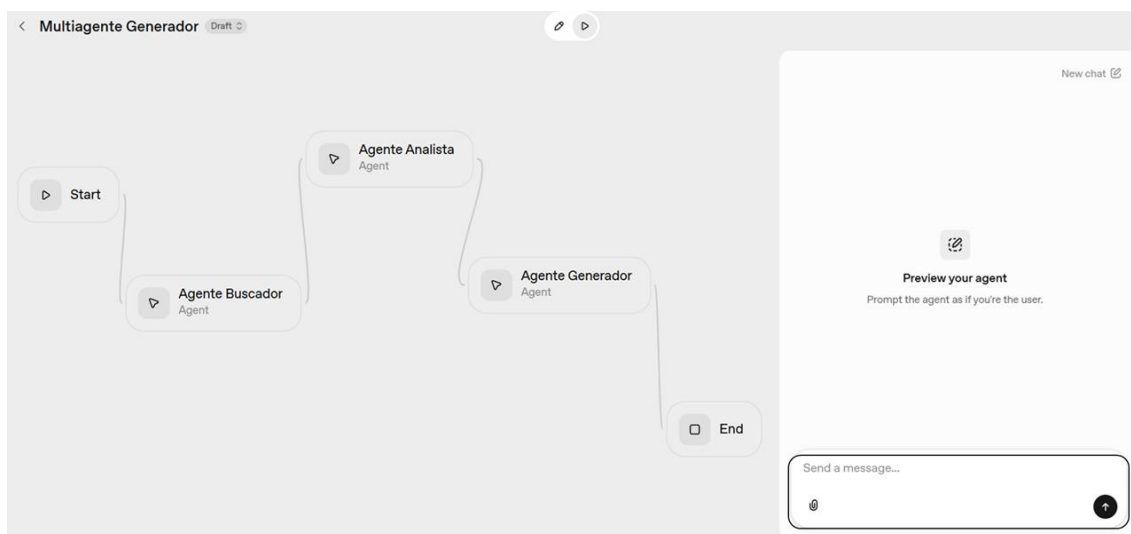 Multiagente Generador Draft
New chat
Agente Analista
Agent
Start
Agente Buscador
Agent
Agente Generador
Agent
Preview your agent
Prompt the agent as if you're the user.
End
Send a message...